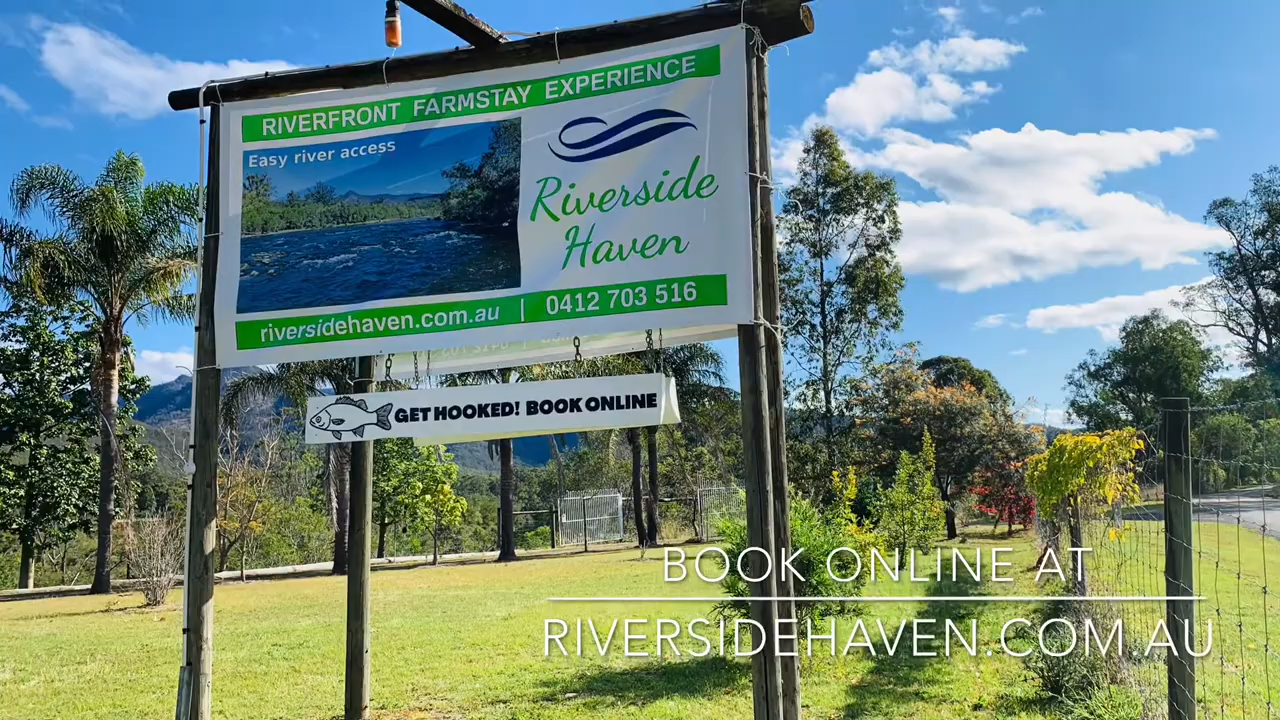 RIVERFRONT FARMSTAY EXPERIENCE
Easy river access
Riverside
Haven
riversidehaven.com.au | 0412 703 516
GET HOOKED! BOOK ONLINE
BOOK ONLINE AT
RIVERSIDEHAVEN.COM.AU